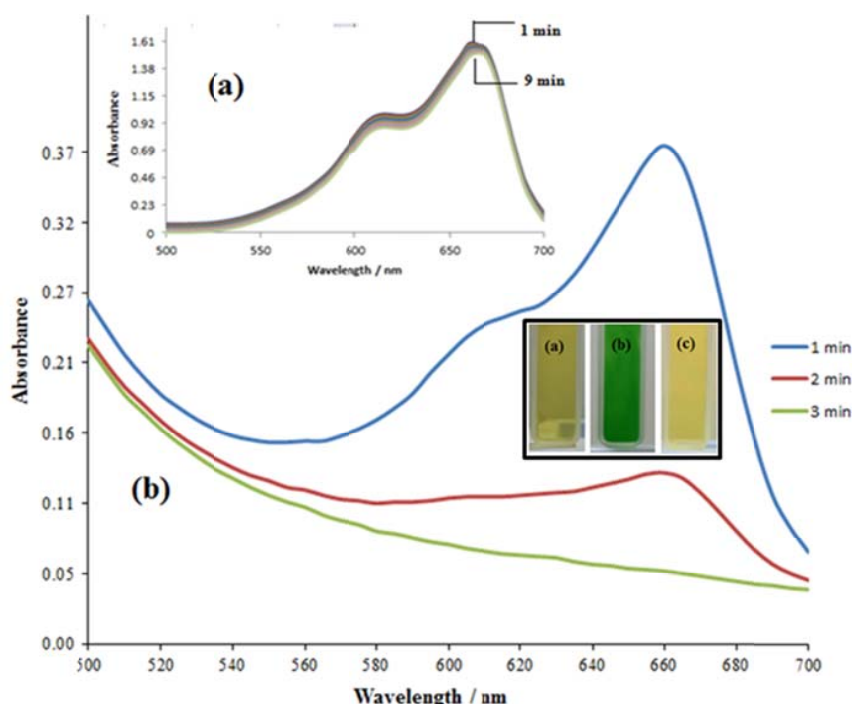 1.61
1.38
1.15
0.92
0.69
0.46
0.23
0
Absorbance
(a)
1 min
9 min
500 550 600 650 700
Wavelength / nm
0.37
0.32
0.27
0.21
0.16
0.11
0.05
0.00
Absorbance
(b)
(a) (b) (c)
1 min
2 min
3 min
500 520 540 560 580 600 620 640 660 680 700
Wavelength / nm